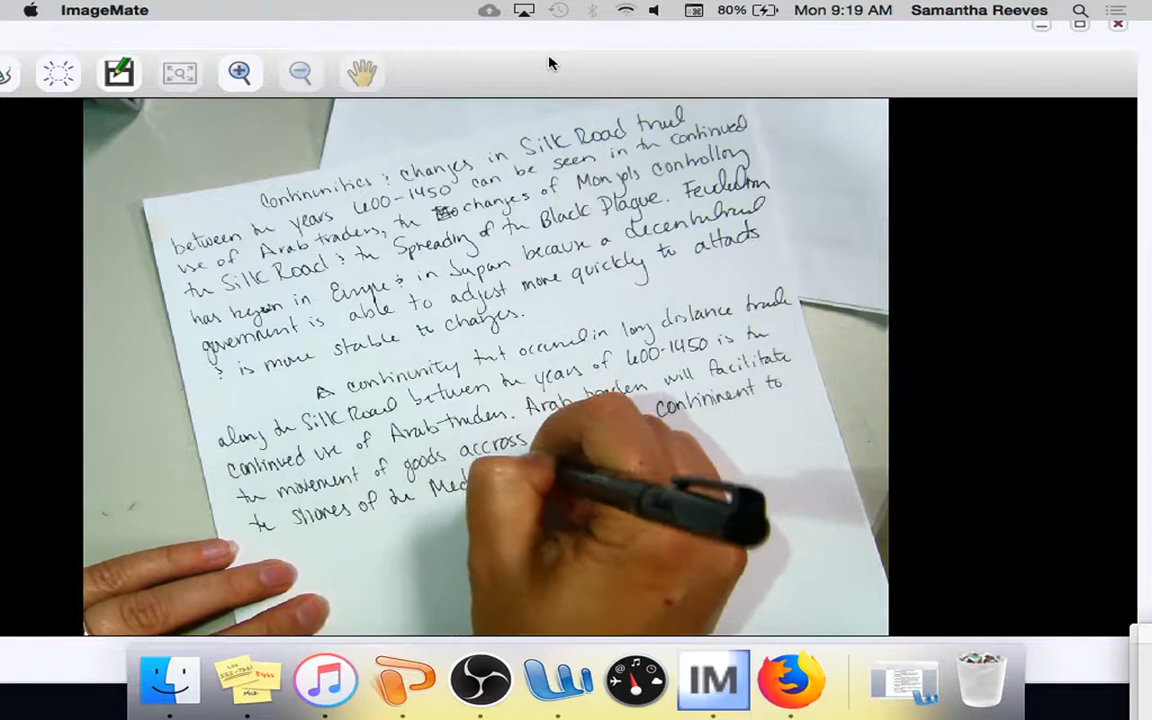 ImageMate
80%
Mon 9:19 AM
Samantha Reeves
Continuities & changes in Silk Road trad
between the years 600-1450 can be seen in the continued
use of Arab traders, the changes of Mongols controlling
the Silk Road & the Spreading of the Black Plague. Feudalism
has begun in Europe & in Japan because a decentralized
government is able to adjust more quickly to attacks
& is more stable to changes.
A continuity that occured in long distance trade
along the Silk Road between the years of 600-1450 is the
continued use of Arab traders. Arab traders will facilitate
the movement of goods accross continient to
the shores of the Med
IM